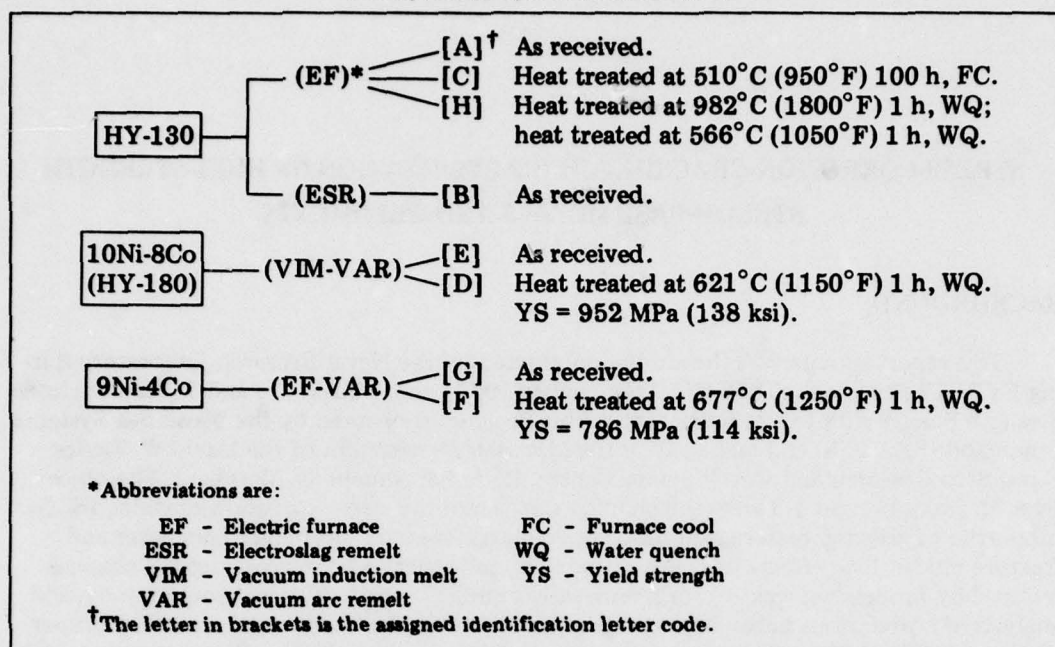 [A]† As received.
(EF)* [C] Heat treated at 510°C (950°F) 100 h, FC.
[H] Heat treated at 982°C (1800°F) 1 h, WQ;
HY-130 heat treated at 566°C (1050°F) 1 h, WQ.
(ESR) [B] As received.
10Ni-8Co
(HY-180) (VIM-VAR) [E] As received.
[D] Heat treated at 621°C (1150°F) 1 h, WQ.
YS = 952 MPa (138 ksi).
9Ni-4Co (EF-VAR) [G] As received.
[F] Heat treated at 677°C (1250°F) 1 h, WQ.
YS = 786 MPa (114 ksi).
*Abbreviations are:
EF - Electric furnace FC - Furnace cool
ESR - Electroslag remelt WQ - Water quench
VIM - Vacuum induction melt YS - Yield strength
VAR - Vacuum arc remelt
†The letter in brackets is the assigned identification letter code.